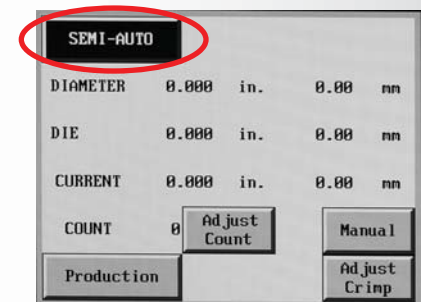 SEMI-AUTO
DIAMETER 0.000 in. 0.00 mm
DIE 0.000 in. 0.00 mm
CURRENT 0.000 in. 0.00 mm
COUNT 0 Adjust Count Manual
Production Adjust Crimp